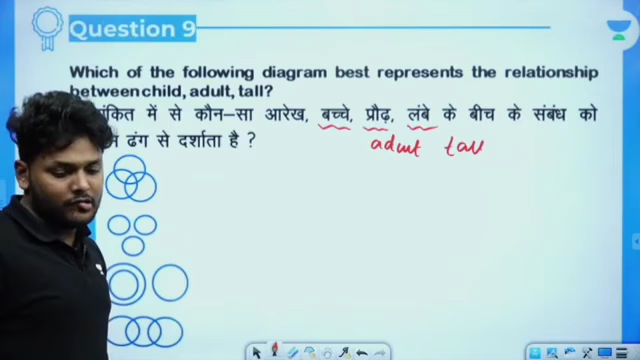 Question 9
Which of the following diagram best represents the relationship
between child, adult, tall?
में से कौन–सा आरेख, बच्चे, प्रौढ़, लंबे के बीच के संबंध को
ढंग से दर्शाता है ?
adult tall